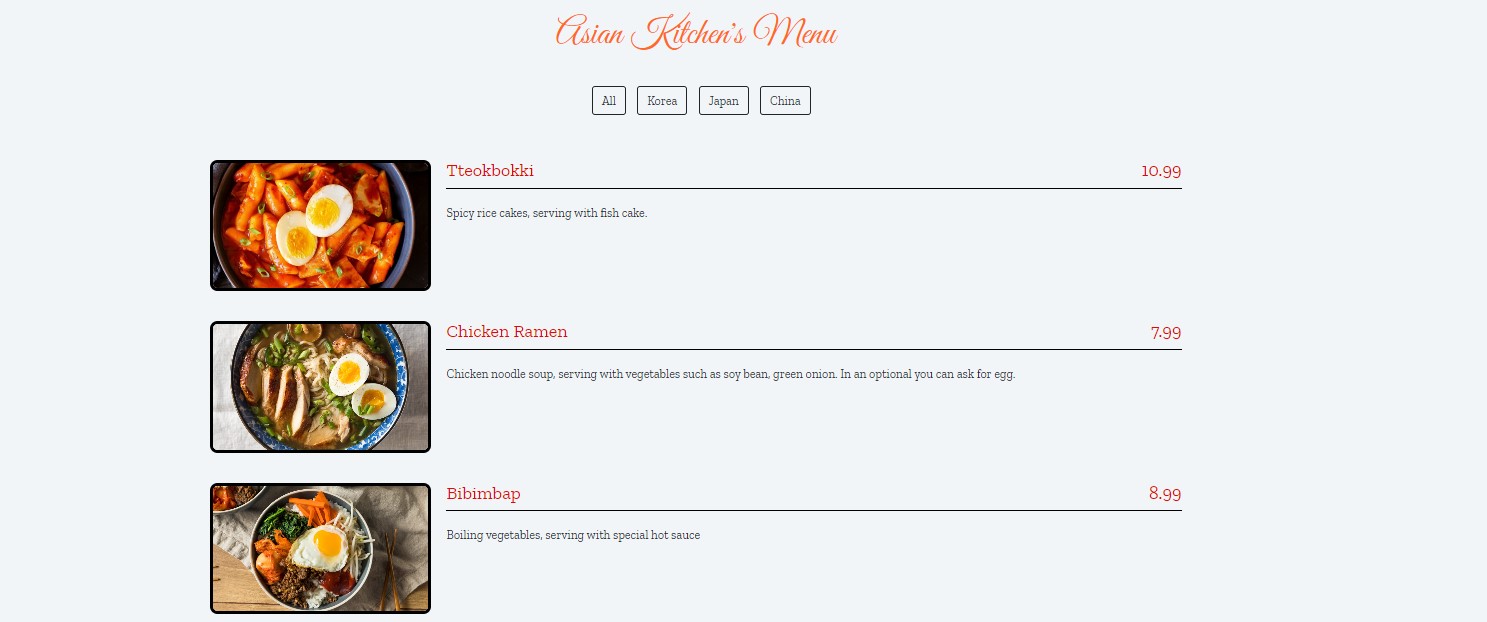 Asian Kitchen's Menu
All Korea Japan China
Tteokbokki 10.99
Spicy rice cakes, serving with fish cake.
Chicken Ramen 7.99
Chicken noodle soup, serving with vegetables such as soy bean, green onion. In an optional you can ask for egg.
Bibimbap 8.99
Boiling vegetables, serving with special hot sauce